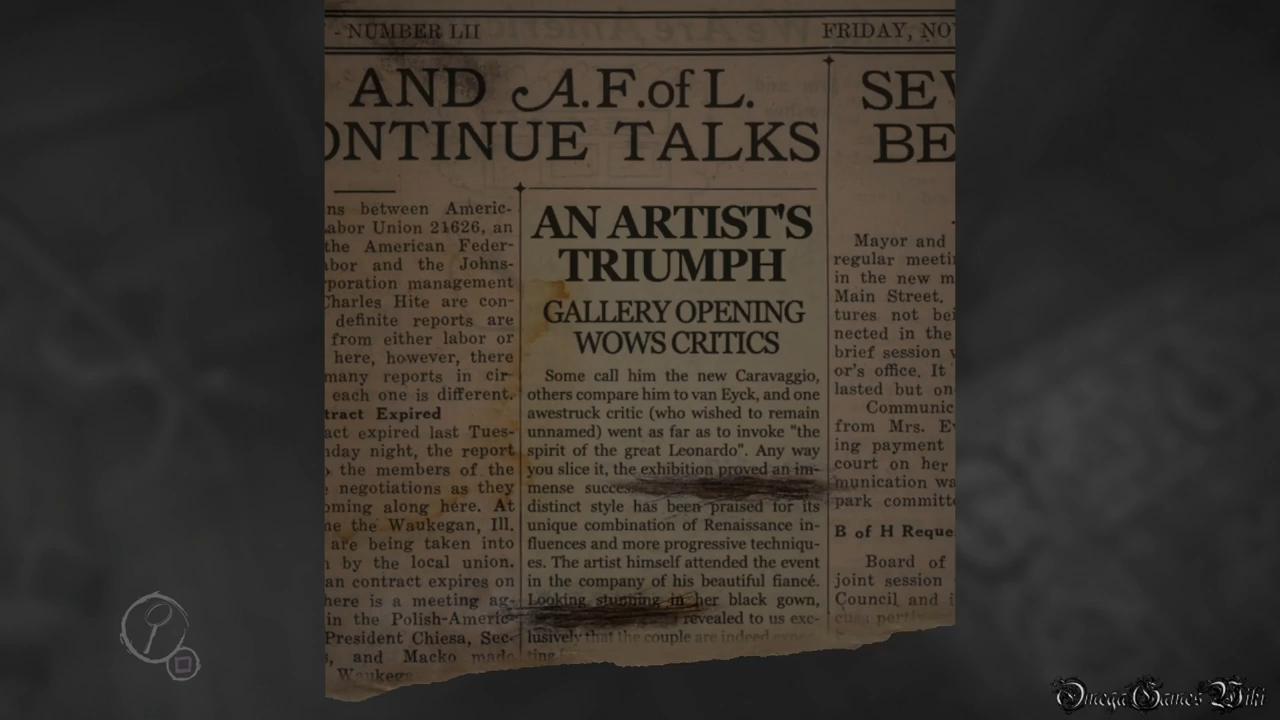 - NUMBER LII
FRIDAY, NO
AND A.F.of L.
ONTINUE TALKS
ns between Americ-
abor Union 21626, an
the American Feder-
bor and the Johns-
poration management
Charles Hite are con-
definite reports are
from either labor or
here, however, there
many reports in cir-
each one is different.
tract Expired
act expired last Tues-
day night, the report
the members of the
negotiations as they
oming along here. At
e the Waukegan, Ill.
are being taken into
by the local union.
an contract expires on
here is a meeting ag-
in the Polish-Americ-
President Chiesa, Sec-
, and Macko made
Waukega
AN ARTIST'S
TRIUMPH
GALLERY OPENING
WOWS CRITICS
Some call him the new Caravaggio,
others compare him to van Eyck, and one
awestruck critic (who wished to remain
unnamed) went as far as to invoke "the
spirit of the great Leonardo". Any way
you slice it, the exhibition proved an im-
mense succes
distinct style has been praised for its
unique combination of Renaissance in-
fluences and more progressive techniqu-
es. The artist himself attended the event
in the company of his beautiful fiancé.
Looking stunning in her black gown,
revealed to us exc-
lusively that the couple are indeed expec-
ting
SEV
BE
Mayor and
regular meetin
in the new m
Main Street.
tures not bei
nected in the
brief session
or's office. It
lasted but on
Communic
from Mrs. Ev
ing payment
court on her
munication wa
park committe
B of H Reque
Board of
joint session
Council and i
Omega Games Wiki